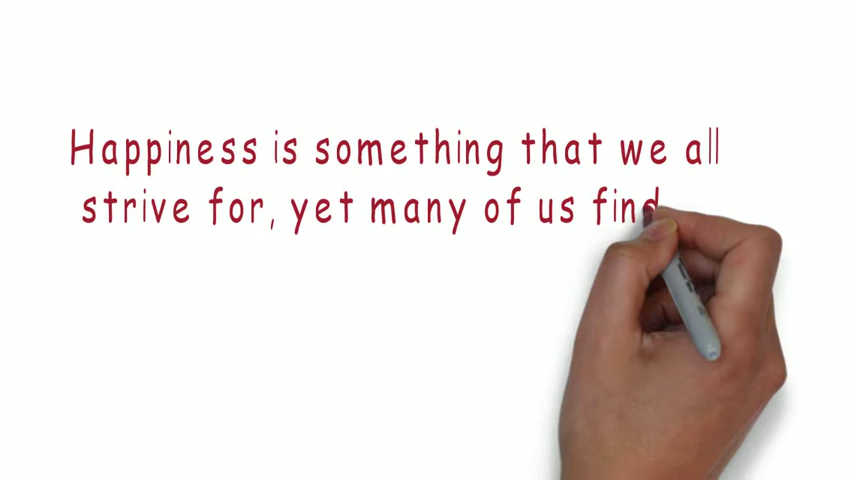 Happiness is something that we all
strive for, yet many of us find